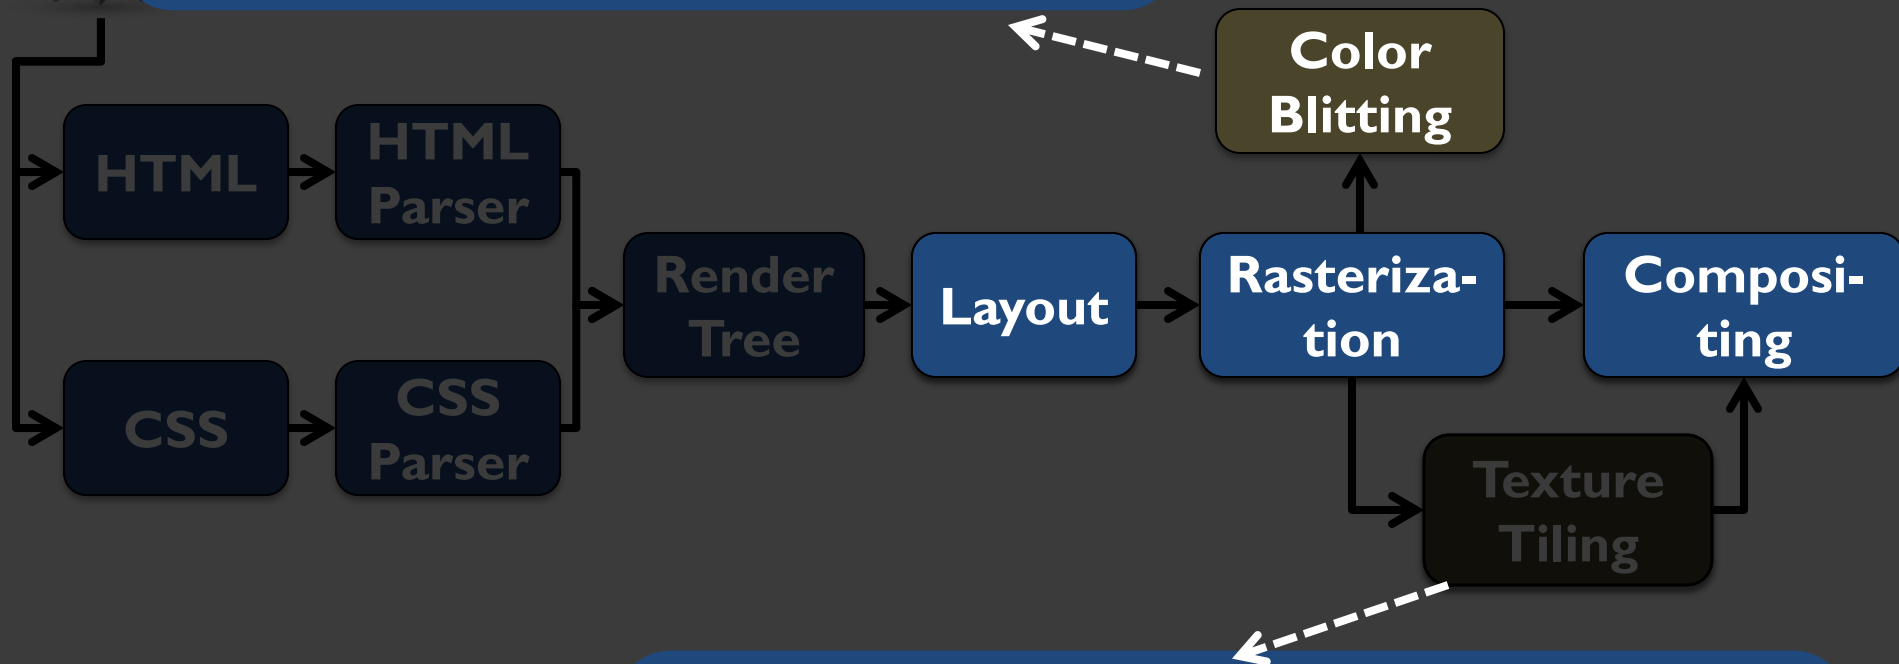 Color
Blitting
HTML
HTML
Parser
Render
Tree
Layout
Rasteriza-
tion
Composi-
ting
CSS
CSS
Parser
Texture
Tiling